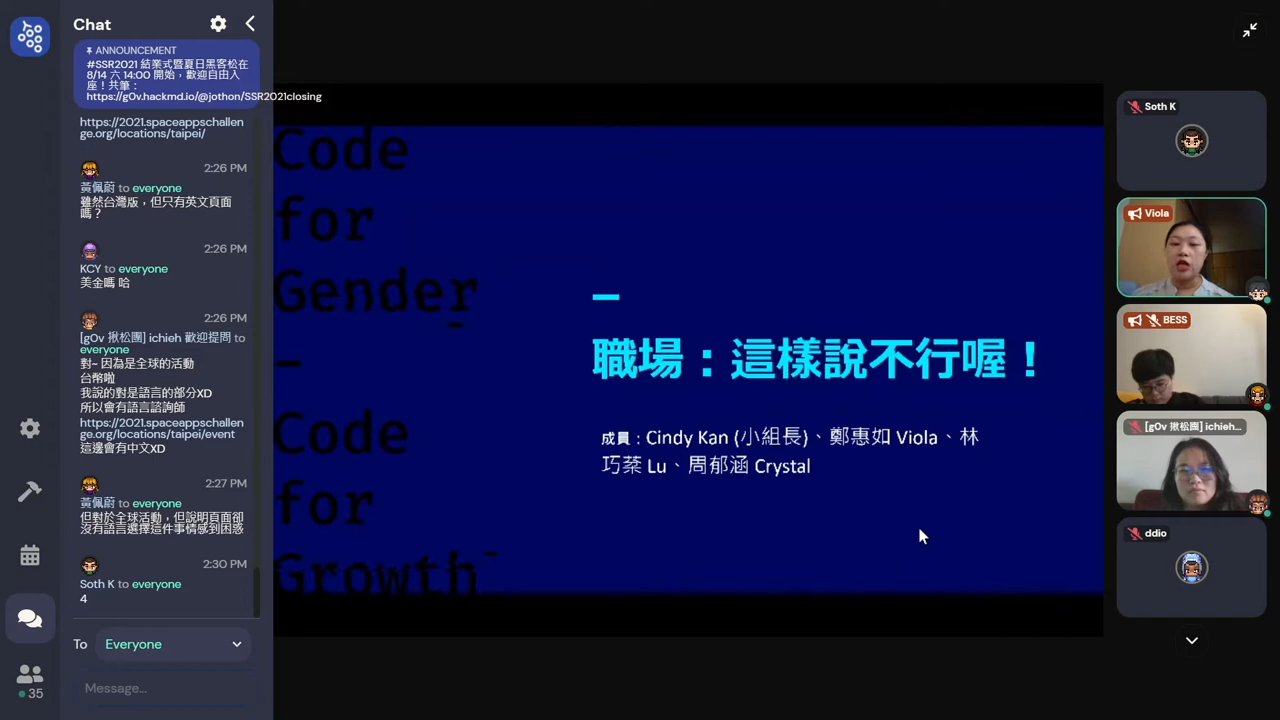 Chat
ANNOUNCEMENT
#SSR2021 結業式暨夏日黑客松在
8/14 六 14:00 開始，歡迎自由入
座！共筆：
https://g0v.hackmd.io/@jothon/SSR2021closing
https://2021.spaceappschallen
ge.org/locations/taipei/
2:26 PM
黃佩蔚 to everyone
雖然台灣版，但只有英文頁面
嗎？
2:26 PM
KCY to everyone
美金嗎 哈
2:26 PM
[g0v 揪松團] ichieh 歡迎提問 to
everyone
對~ 因為是全球的活動
台幣啦
我說的對是語言的部分XD
所以會有語言諮詢師
https://2021.spaceappschallen
ge.org/locations/taipei/event
這邊會有中文XD
2:27 PM
黃佩蔚 to everyone
但對於全球活動，但說明頁面卻
沒有語言選擇這件事情感到困惑
2:30 PM
Soth K to everyone
4
To Everyone
Message...
35
Code
for
Gender
–
Code
for
Growth
職場：這樣說不行喔！
成員：Cindy Kan (小組長)、鄭惠如 Viola、林
巧棻 Lu、周郁涵 Crystal
Soth K
Viola
BESS
[g0v 揪松團] ichieh...
ddio